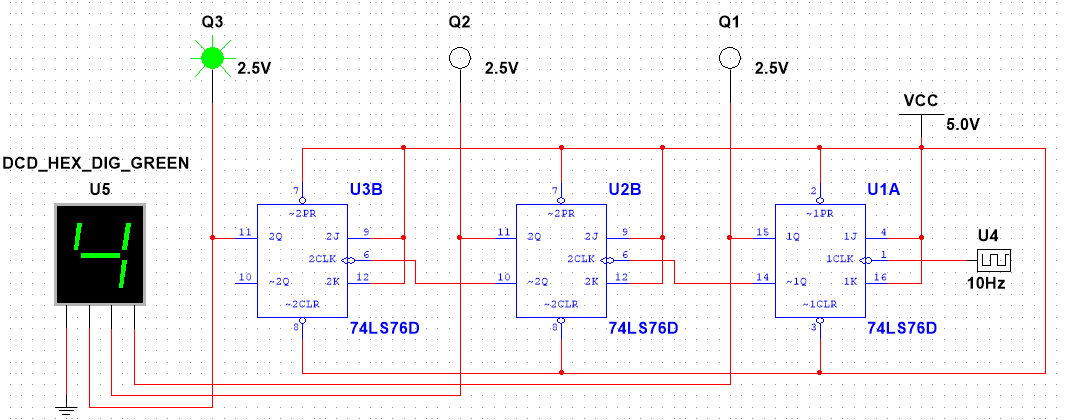 Q3
Q2
Q1
2.5V
2.5V
2.5V
VCC
5.0V
DCD_HEX_DIG_GREEN
U5
4
7
U3B
~2PR
11
2Q
2J
9
2CLK
6
10
~2Q
2K
12
~2CLR
8
74LS76D
7
U2B
~2PR
11
2Q
2J
9
2CLK
6
10
~2Q
2K
12
~2CLR
8
74LS76D
2
U1A
~1PR
15
1Q
1J
4
1CLK
1
14
~1Q
1K
16
~1CLR
3
74LS76D
U4
10Hz